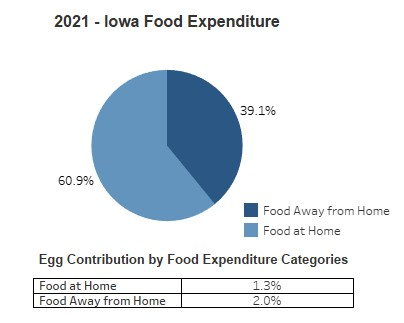 2021 - Iowa Food Expenditure
39.1%
60.9%
Food Away from Home
Food at Home
Egg Contribution by Food Expenditure Categories
Food at Home 1.3%
Food Away from Home 2.0%